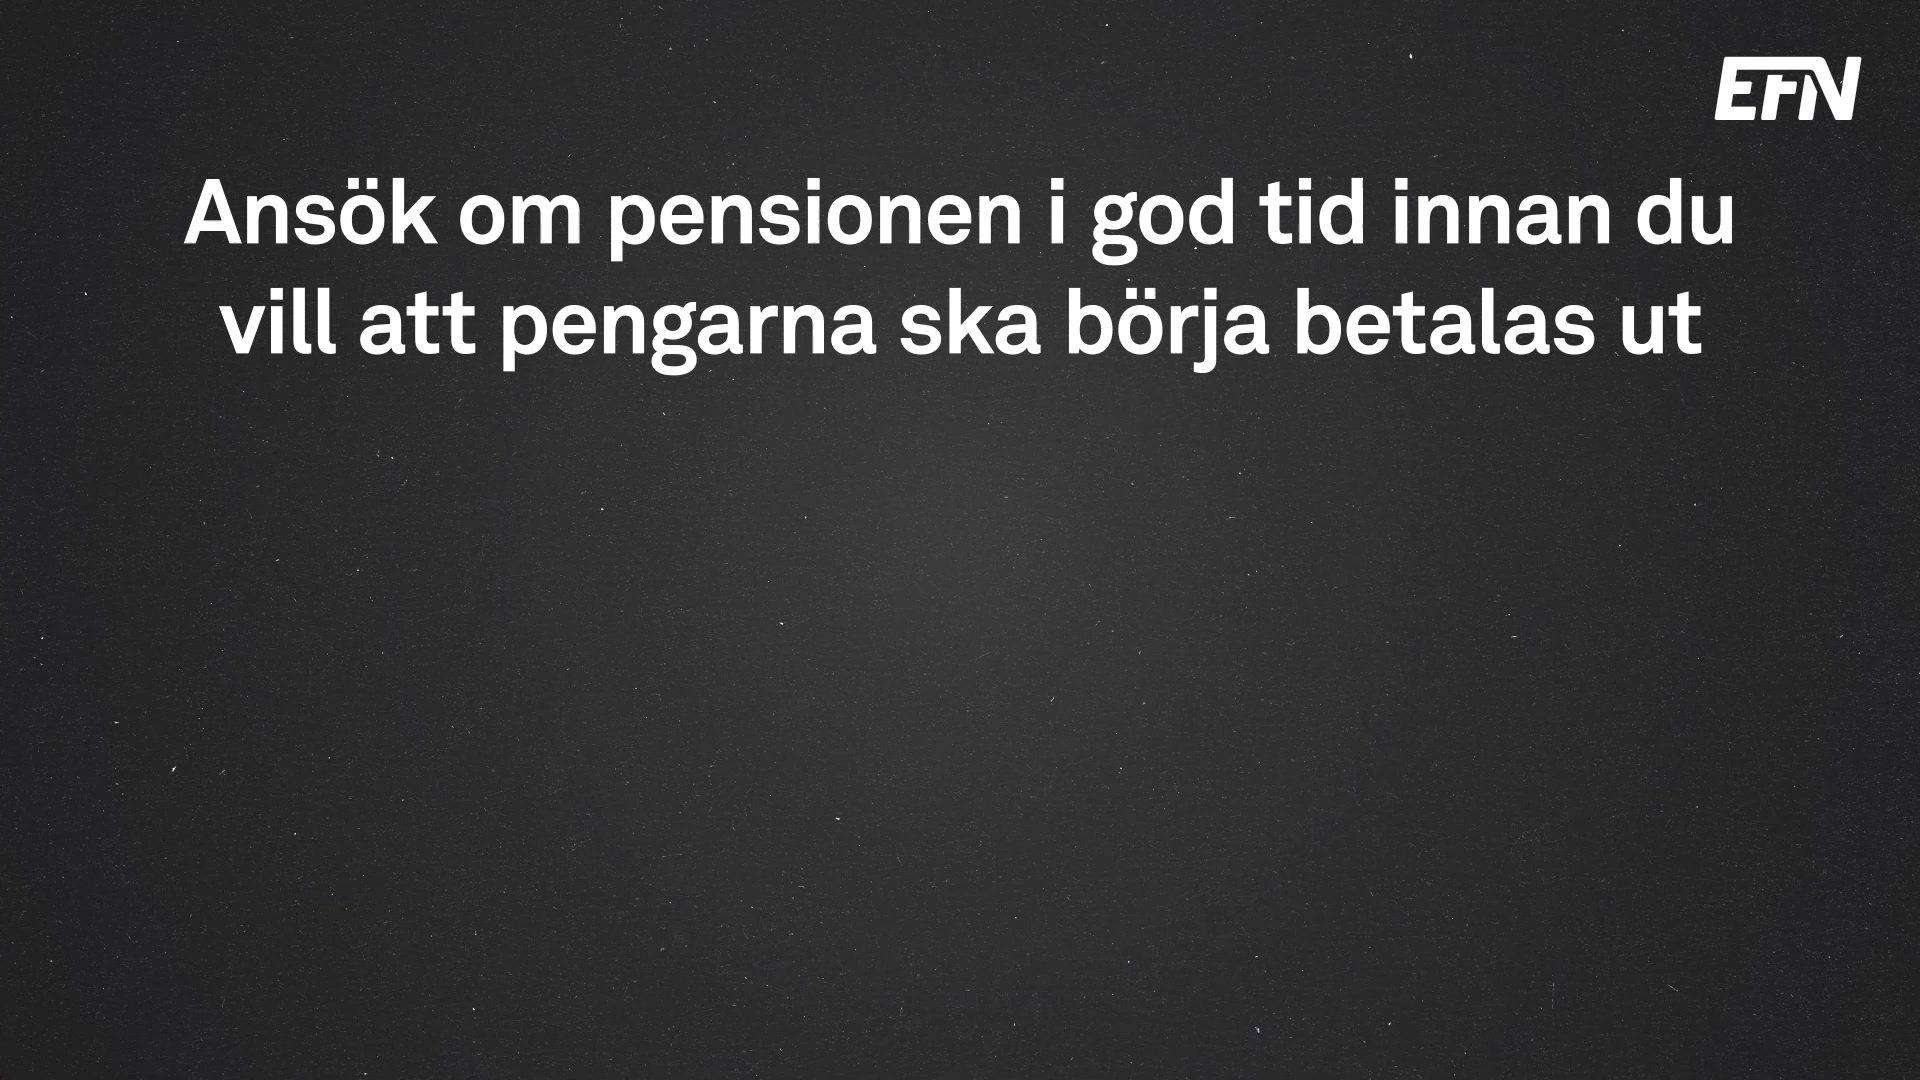 EFN
Ansök om pensionen i god tid innan du
vill att pengarna ska börja betalas ut